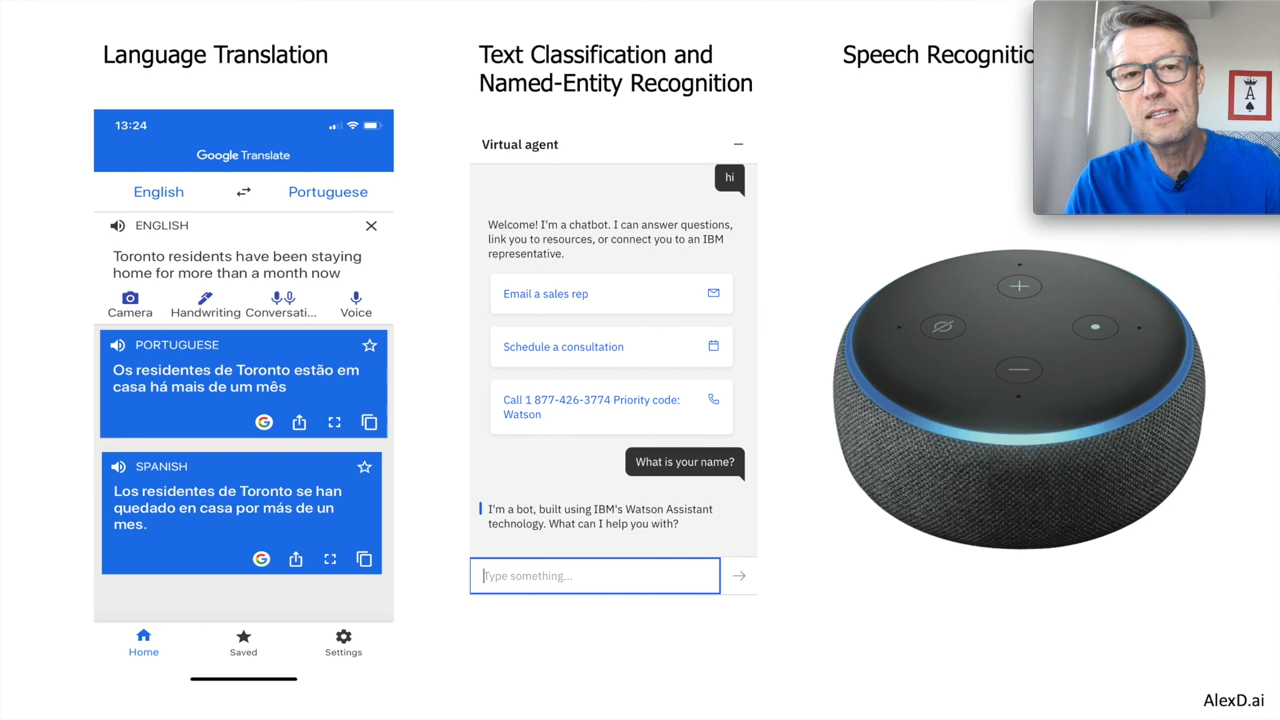 Language Translation
13:24
Google Translate
English
Portuguese
ENGLISH
Toronto residents have been staying
home for more than a month now
Camera
Handwriting
Conversati...
Voice
PORTUGUESE
Os residentes de Toronto estão em
casa há mais de um mês
SPANISH
Los residentes de Toronto se han
quedado en casa por más de un
mes.
Home
Saved
Settings
Text Classification and
Named-Entity Recognition
Virtual agent
hi
Welcome! I'm a chatbot. I can answer questions,
link you to resources, or connect you to an IBM
representative.
Email a sales rep
Schedule a consultation
Call 1 877-426-3774 Priority code:
Watson
What is your name?
I'm a bot, built using IBM's Watson Assistant
technology. What can I help you with?
Type something...
Speech Recognitio
A
AlexD.ai